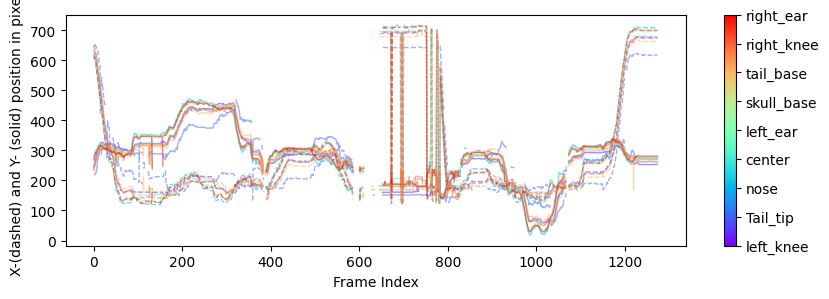 X-(dashed) and Y- (solid) position in pixe
700
600
500
400
300
200
100
0
0
200
400
600
800
1000
1200
Frame Index
right_ear
right_knee
tail_base
skull_base
left_ear
center
nose
Tail_tip
left_knee